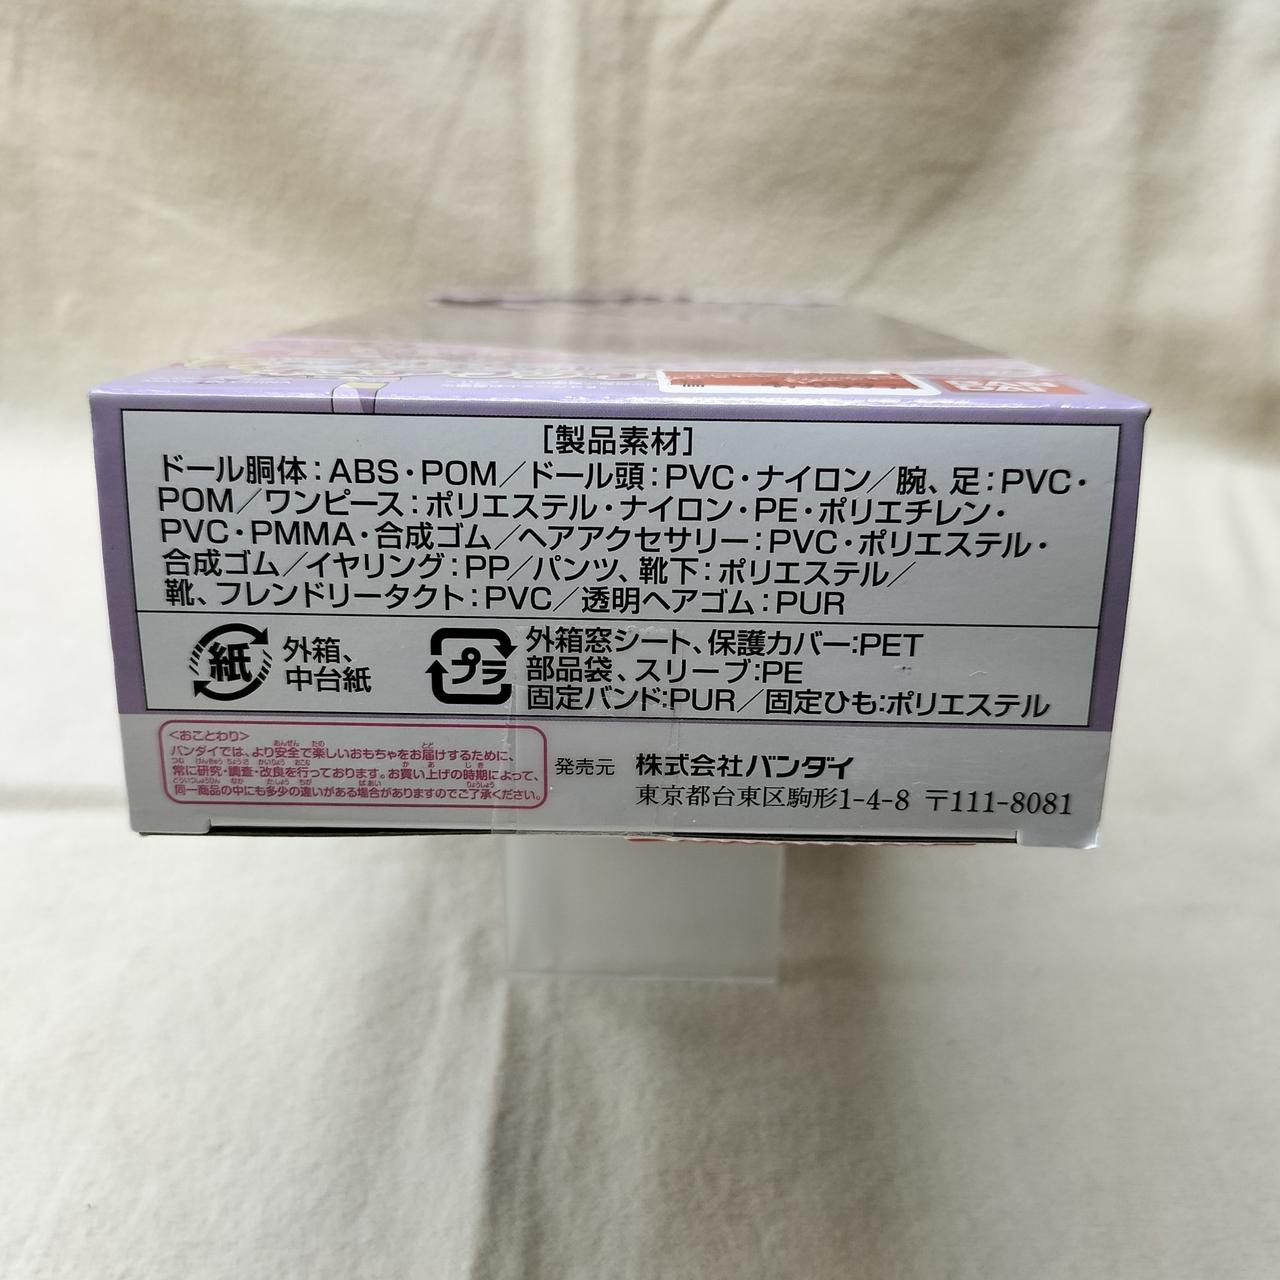 [製品素材]
ドール胴体：ABS・POM／ドール頭：PVC・ナイロン／腕、足：PVC・
POM／ワンピース：ポリエステル・ナイロン・PE・ポリエチレン・
PVC・PMMA・合成ゴム／ヘアアクセサリー：PVC・ポリエステル・
合成ゴム／イヤリング：PP／パンツ、靴下：ポリエステル／
靴、フレンドリータクト：PVC／透明ヘアゴム：PUR
紙
外箱、
中台紙
プラ
外箱窓シート、保護カバー：PET
部品袋、スリーブ：PE
固定バンド：PUR／固定ひも：ポリエステル
＜おことわり＞
バンダイでは、より安全で楽しいおもちゃをお届けするために、
常に研究・調査・改良を行っております。お買い上げの時期によって、
同一商品の中にも多少の違いがある場合がありますのでご了承ください。
発売元 株式会社バンダイ
東京都台東区駒形1-4-8 〒111-8081